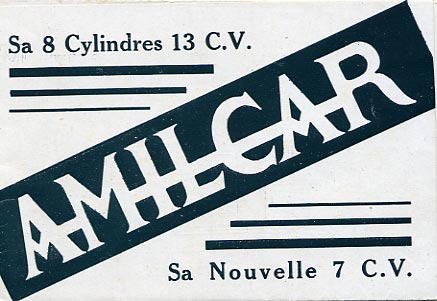 Sa 8 Cylindres 13 C.V.
AMILCAR
Sa Nouvelle 7 C.V.